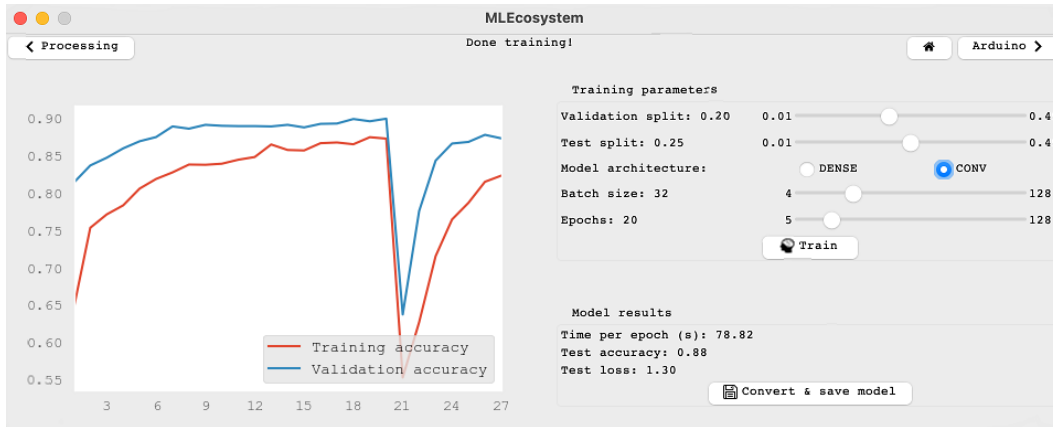 MLEcosystem
Processing
Done training!
Arduino
0.90
0.85
0.80
0.75
0.70
0.65
0.60
0.55
3 6 9 12 15 18 21 24 27
Training accuracy
Validation accuracy
Training parameters
Validation split: 0.20 0.01 0.4
Test split: 0.25 0.01 0.4
Model architecture: DENSE CONV
Batch size: 32 4 128
Epochs: 20 5 128
Train
Model results
Time per epoch (s): 78.82
Test accuracy: 0.88
Test loss: 1.30
Convert & save model